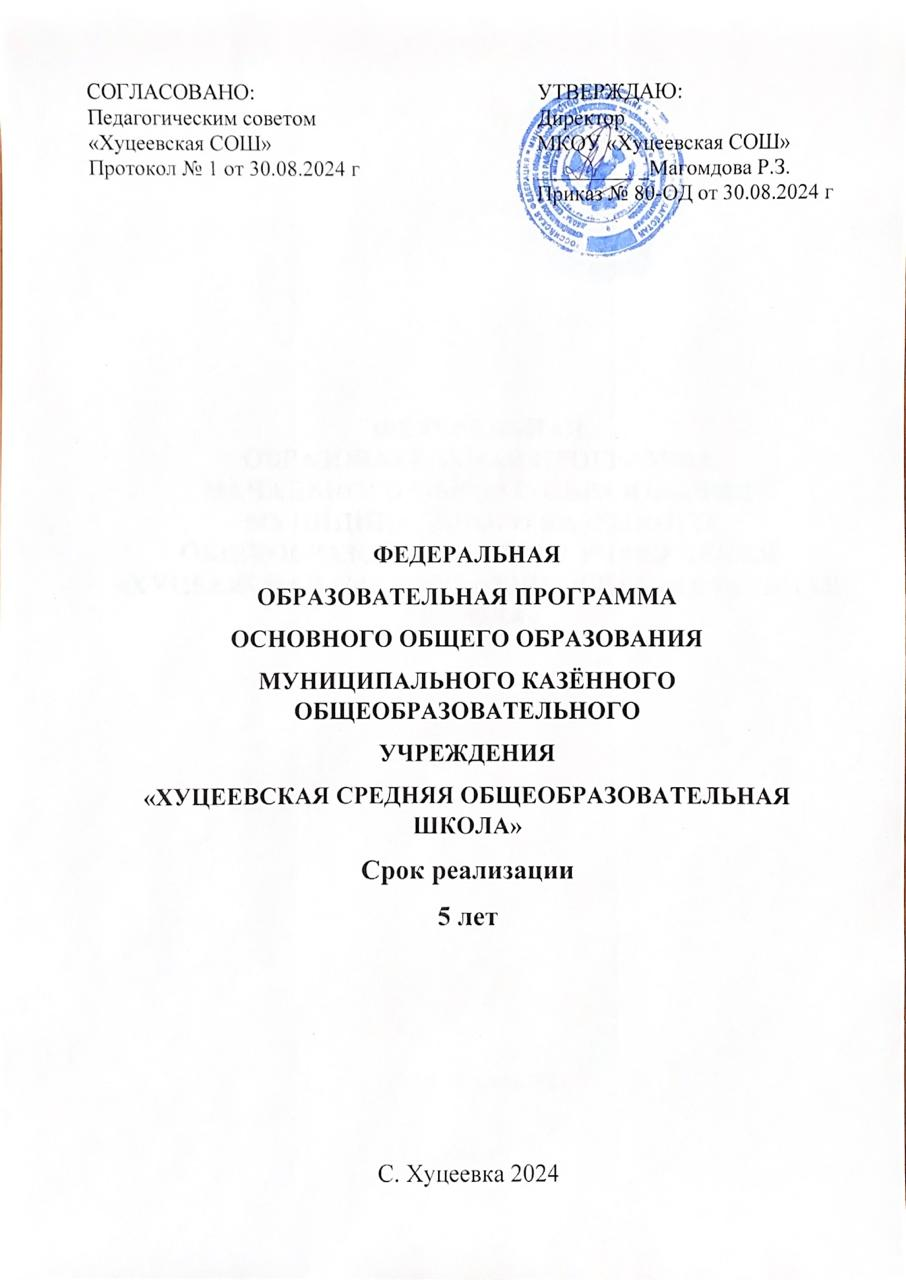 СОГЛАСОВАНО:
Педагогическим советом
«Хуцеевская СОШ»
Протокол № 1 от 30.08.2024 г
УТВЕРЖДАЮ:
Директор
МКОУ «Хуцеевская СОШ»
Магомдова Р.З.
Приказ № 80-ОД от 30.08.2024 г
ФЕДЕРАЛЬНАЯ
ОБРАЗОВАТЕЛЬНАЯ ПРОГРАММА
ОСНОВНОГО ОБЩЕГО ОБРАЗОВАНИЯ
МУНИЦИПАЛЬНОГО КАЗЁННОГО
ОБЩЕОБРАЗОВАТЕЛЬНОГО
УЧРЕЖДЕНИЯ
«ХУЦЕЕВСКАЯ СРЕДНЯЯ ОБЩЕОБРАЗОВАТЕЛЬНАЯ
ШКОЛА»
Срок реализации
5 лет
С. Хуцеевка 2024